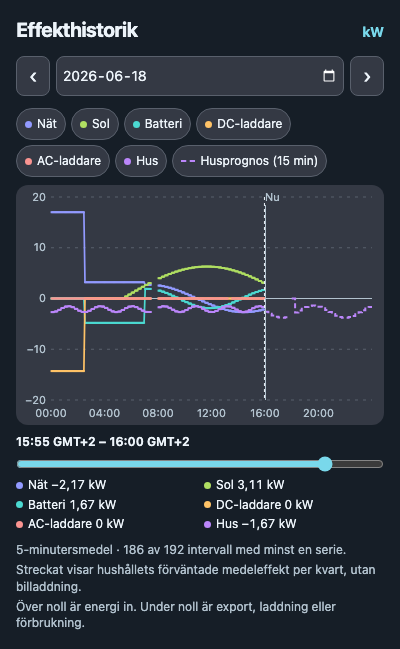 Effekthistorik
kW
‹
2026-06-18
›
Nät
Sol
Batteri
DC-laddare
AC-laddare
Hus
Husprognos (15 min)
Nu
20
10
0
−10
−20
00:00 04:00 08:00 12:00 16:00 20:00
15:55 GMT+2 – 16:00 GMT+2
Nät −2,17 kW
Sol 3,11 kW
Batteri 1,67 kW
DC-laddare 0 kW
AC-laddare 0 kW
Hus −1,67 kW
5-minutersmedel · 186 av 192 intervall med minst en serie.
Streckat visar hushållets förväntade medeleffekt per kvart, utan
billaddning.
Över noll är energi in. Under noll är export, laddning eller
förbrukning.